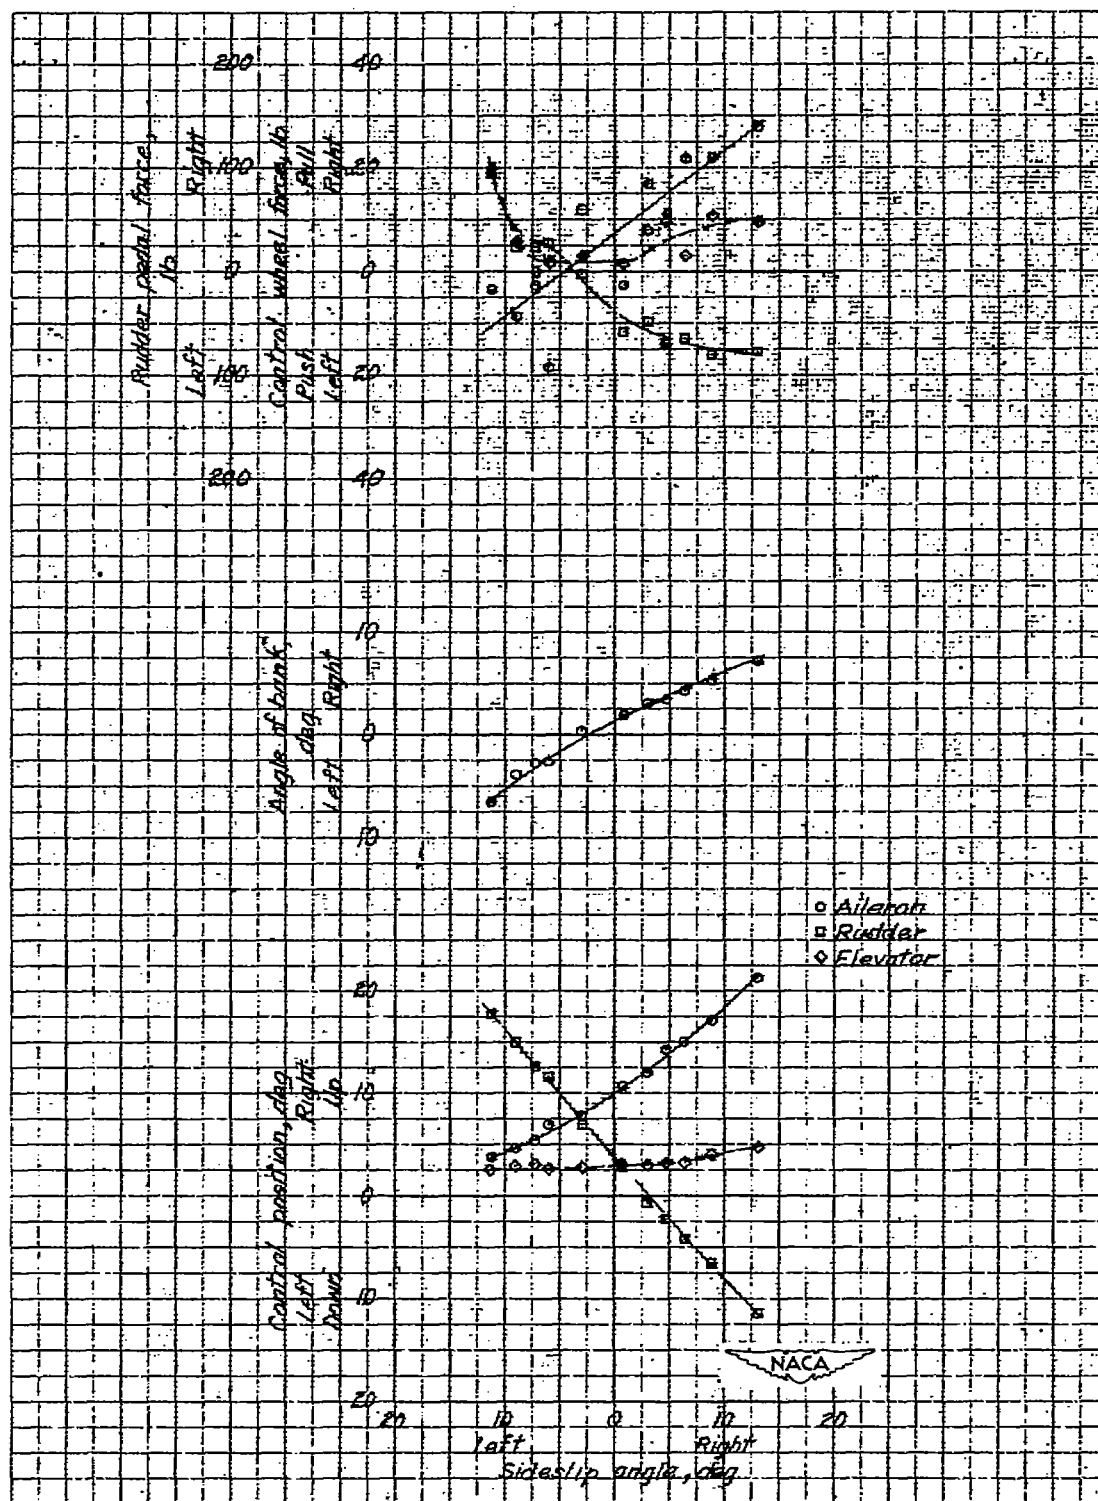 200
40
Rudder pedal force,
lb
Left Right
Control wheel force, lb
Push Pull
Left Right
100
20
0
0
100
20
200
40
Angle of bank,
deg
Left Right
10
0
10
○ Aileron
□ Rudder
◇ Elevator
Control position, deg
Left Right
Down Up
20
10
0
10
20
NACA
20 10 0 10 20
Left Right
Sideslip angle, deg